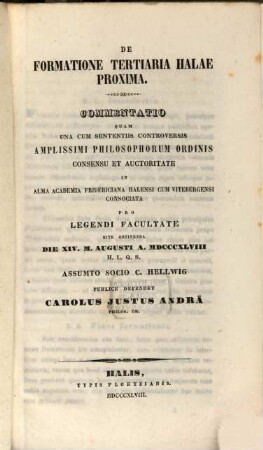 DE
FORMATIONE TERTIARIA HALAE
PROXIMA.
COMMENTATIO
QUAM
UNA CUM SENTENTIIS CONTROVERSIS
AMPLISSIMI PHILOSOPHORUM ORDINIS
CONSENSU ET AUCTORITATE
IN
ALMA ACADEMIA FRIDERICIANA HALENSI CUM VITEBERGENSI
CONSOCIATA
PRO
LEGENDI FACULTATE
RITE OBTINENDA
DIE XIV. M. AUGUSTI A. MDCCCXLVIII
H. L. Q. S.
ASSUMTO SOCIO C. HELLWIG
PUBLICE DEFENDET
CAROLUS JUSTUS ANDRÄ
PHILOS. DR.
HALIS,
TYPIS PLOETZIANIS.
MDCCCXLVIII.